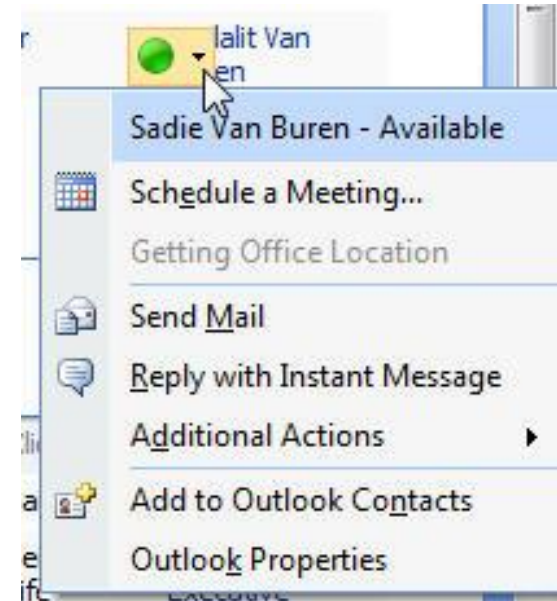 r
lalit Van
en
Sadie Van Buren - Available
Schedule a Meeting...
Getting Office Location
Send Mail
Reply with Instant Message
Additional Actions
Add to Outlook Contacts
Outlook Properties
a
e